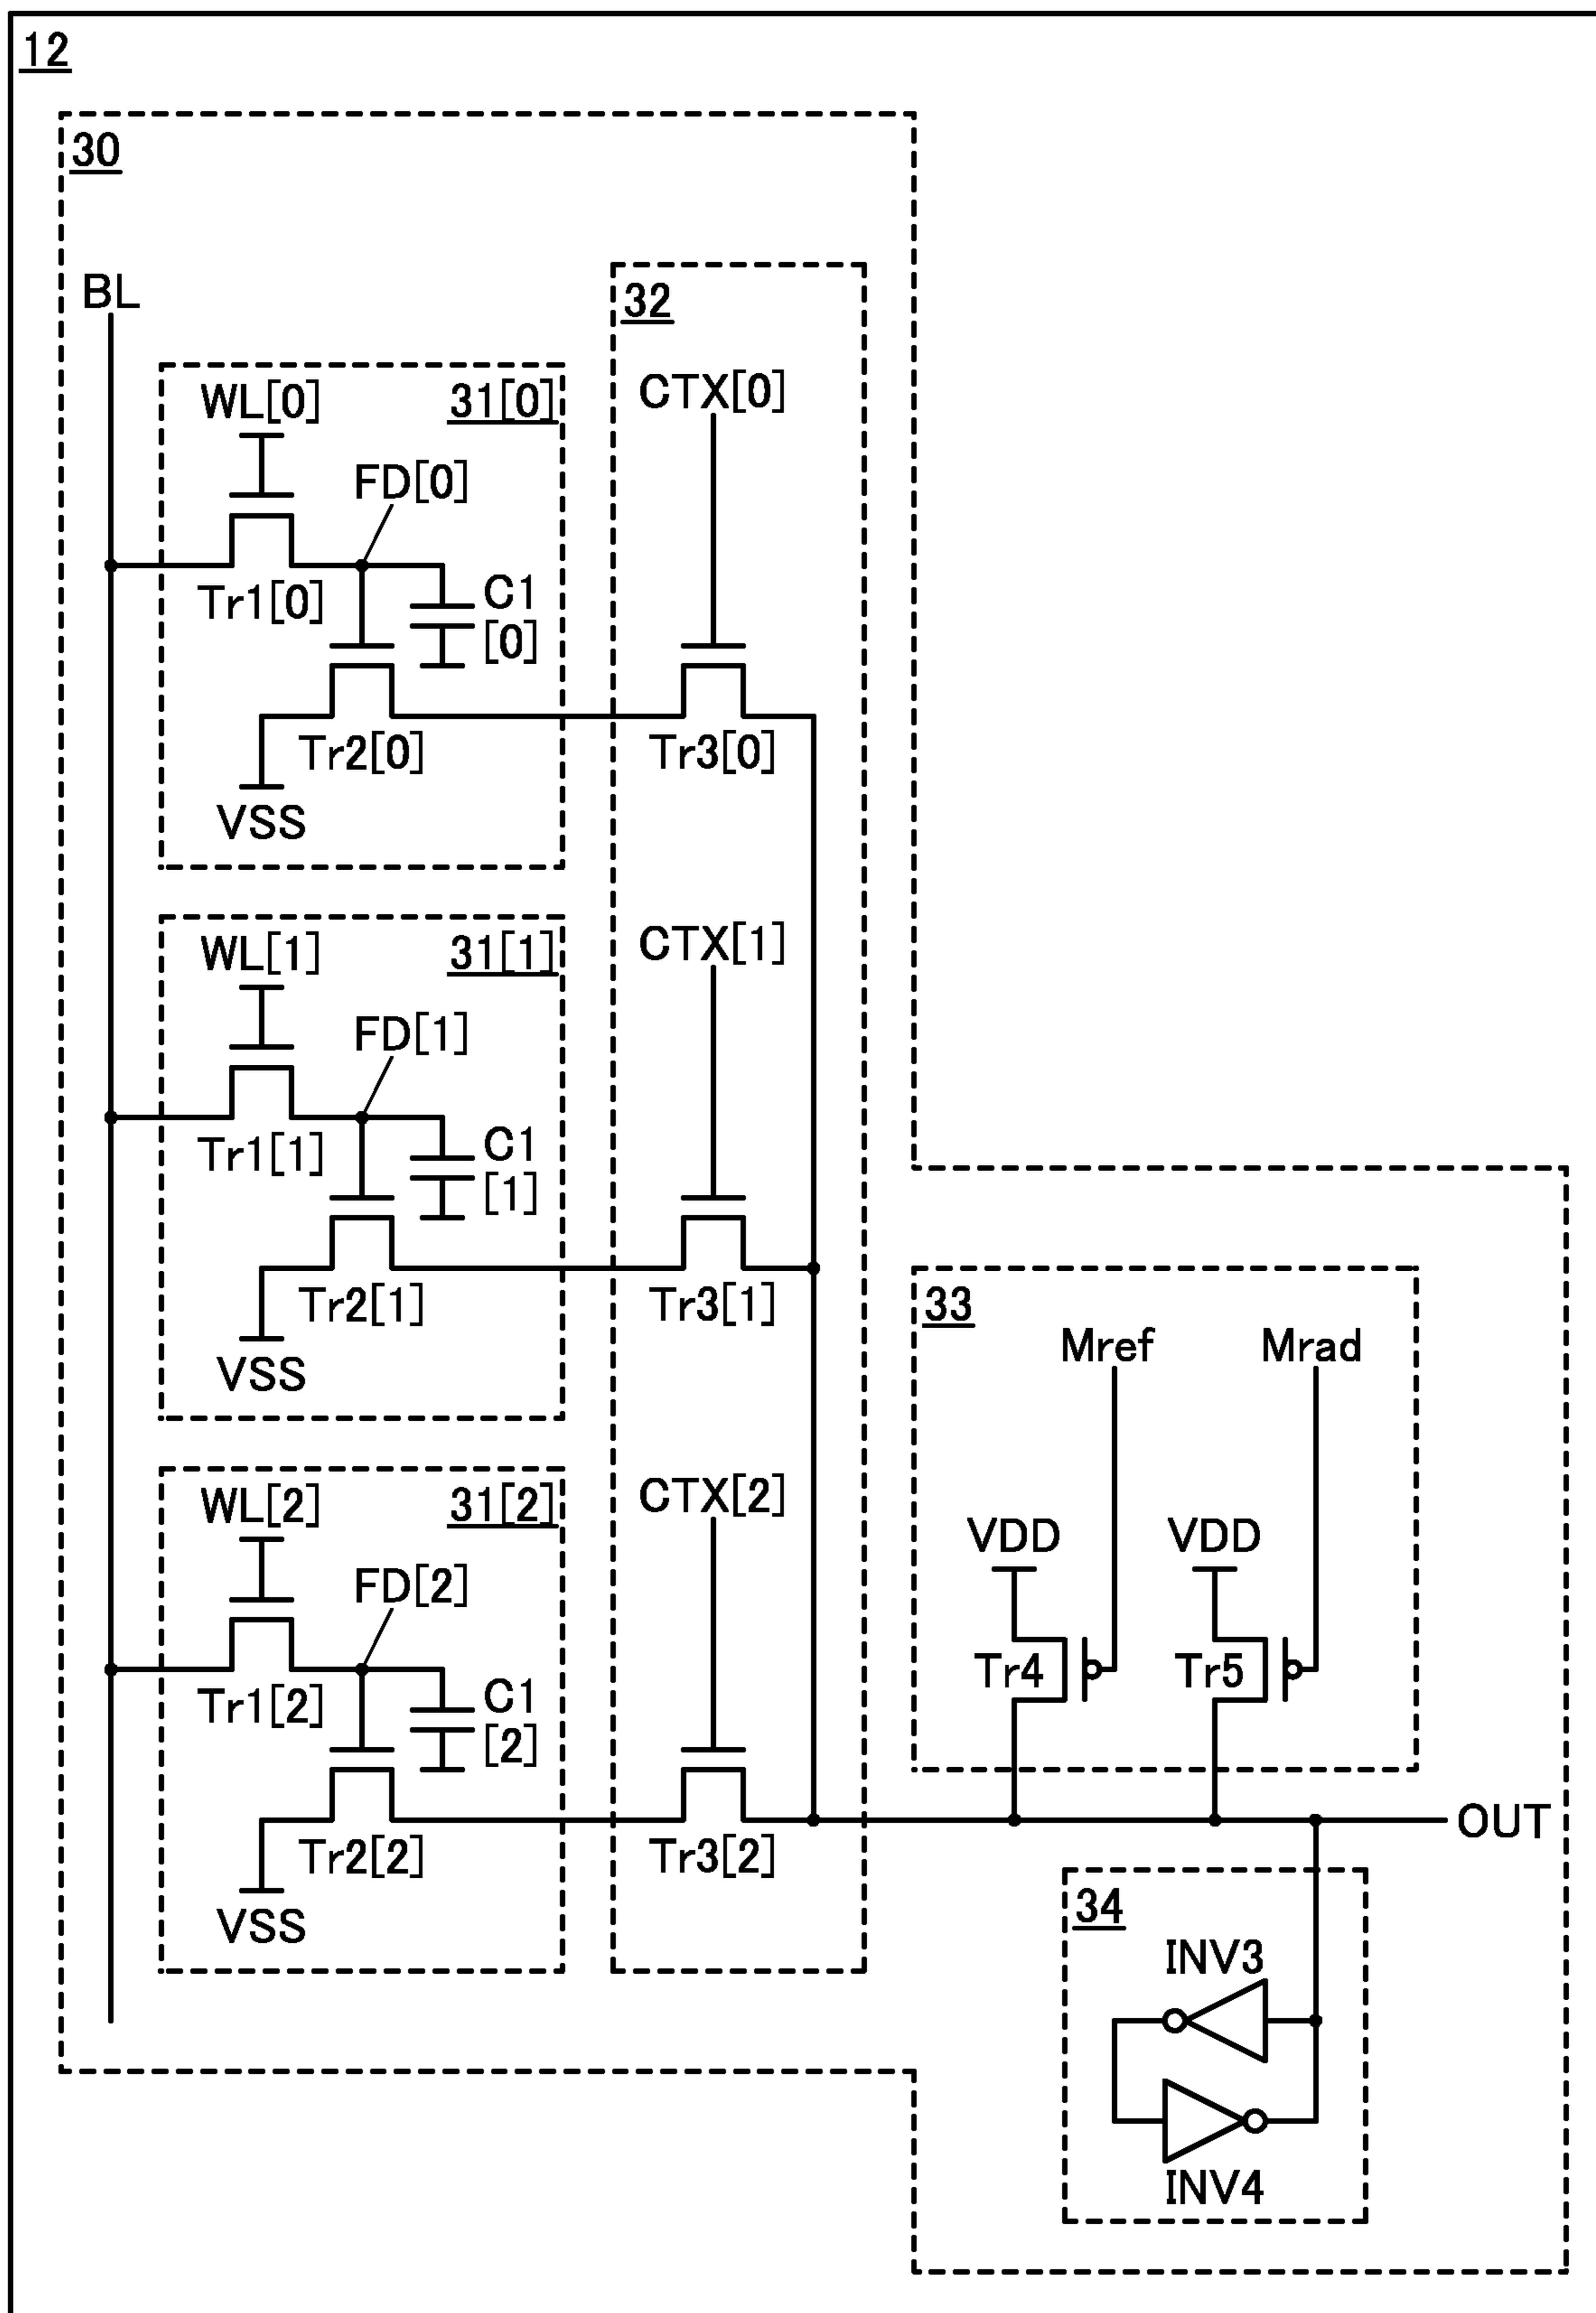 12
30
BL
32
WL[0]
31[0]
CTX[0]
FD[0]
Tr1[0]
C1
[0]
Tr2[0]
Tr3[0]
VSS
WL[1]
31[1]
CTX[1]
FD[1]
Tr1[1]
C1
[1]
Tr2[1]
Tr3[1]
33
Mref
Mrad
VSS
WL[2]
31[2]
CTX[2]
VDD
VDD
FD[2]
Tr4
Tr5
Tr1[2]
C1
[2]
OUT
Tr2[2]
Tr3[2]
34
VSS
INV3
INV4